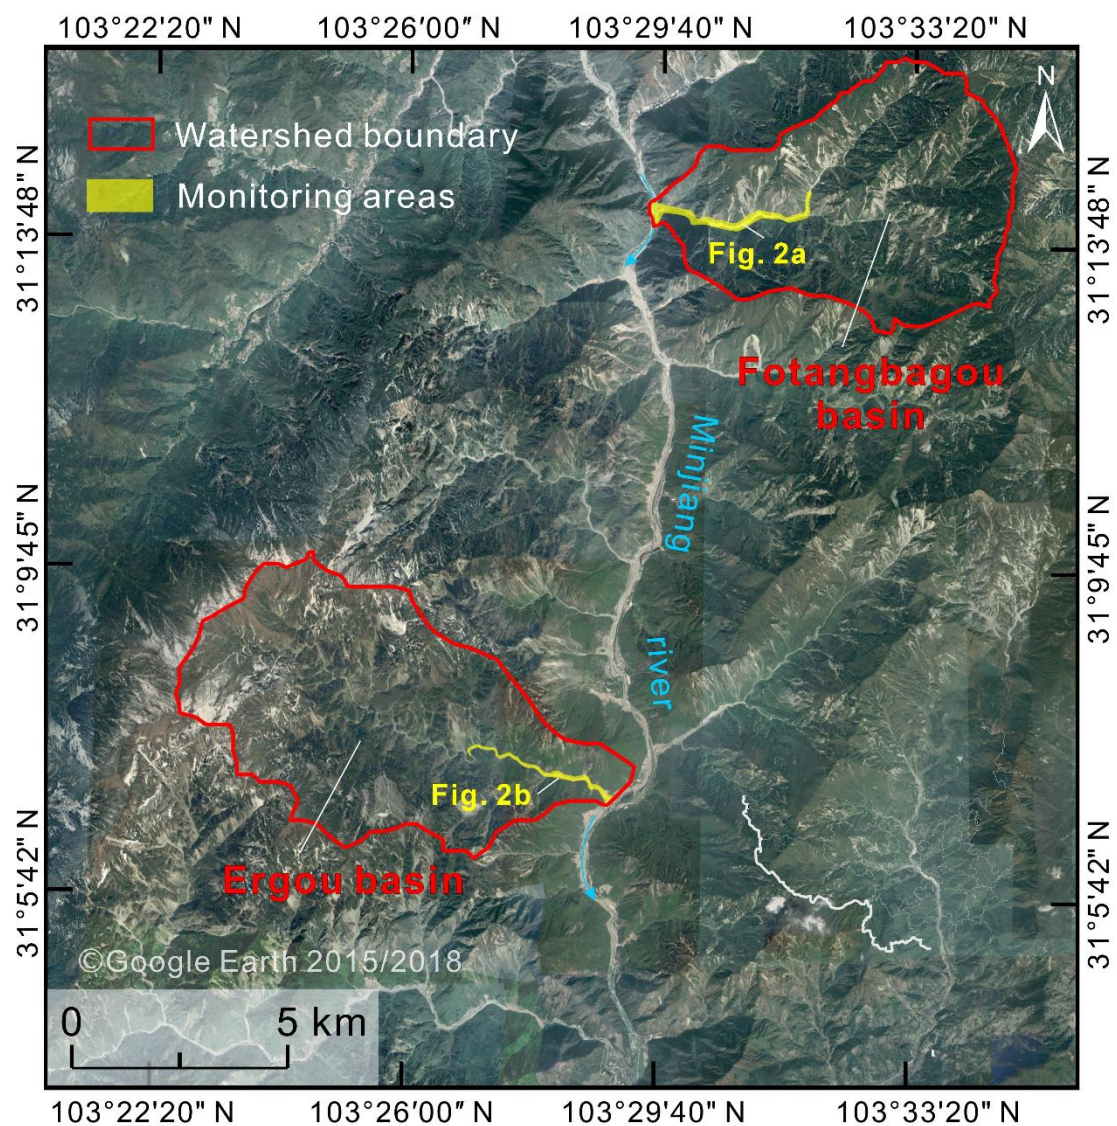 103°22'20" N 103°26'00" N 103°29'40" N 103°33'20" N
N
Watershed boundary
Monitoring areas
31°13'48" N
31°13'48" N
Fig. 2a
Fotangbagou
basin
Minjiang
river
31°9'45" N
31°9'45" N
Fig. 2b
Ergou basin
31°5'42" N
31°5'42" N
©Google Earth 2015/2018
0 5 km
103°22'20" N 103°26'00" N 103°29'40" N 103°33'20" N